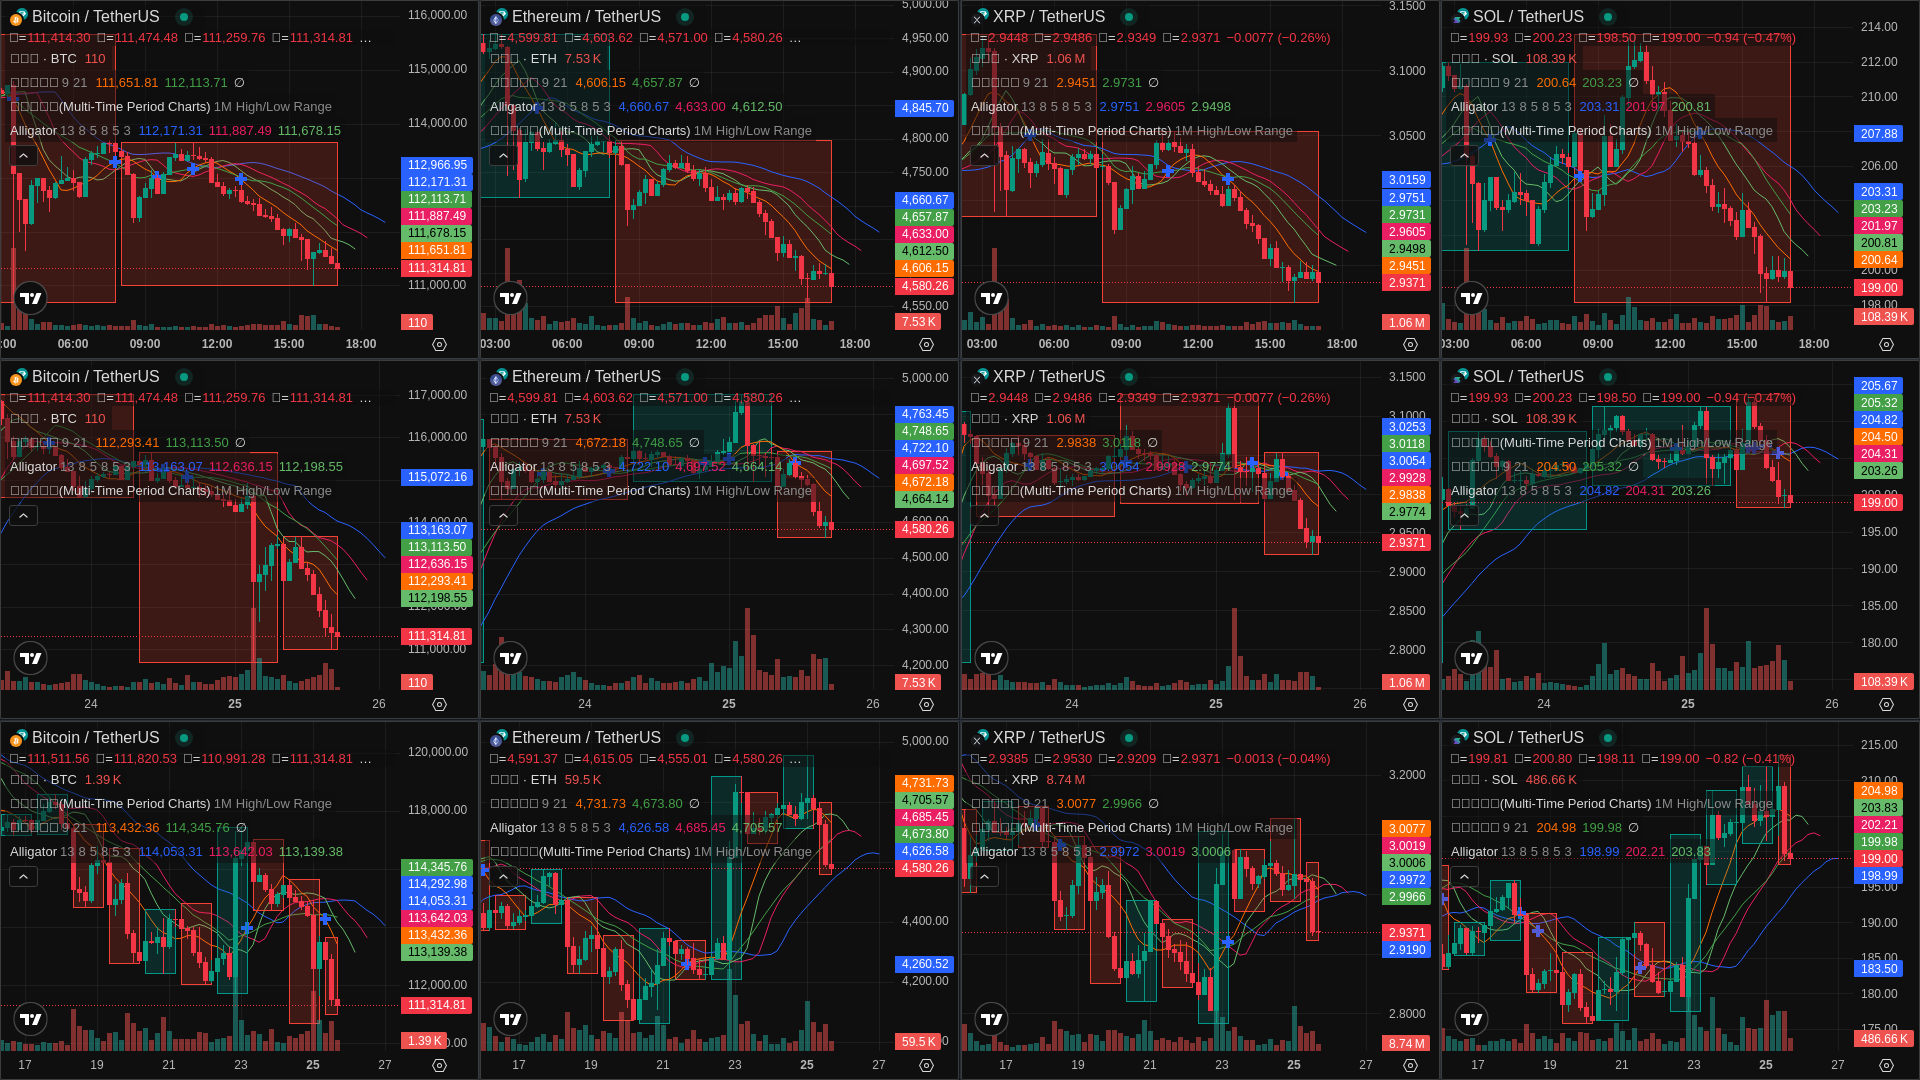 Bitcoin / TetherUS
=111,414.30 =111,474.48 =111,259.76 =111,314.81 ...
· BTC 110
9 21 111,651.81 112,113.71 ∅
(Multi-Time Period Charts) 1M High/Low Range
Alligator 13 8 5 8 5 3 112,171.31 111,887.49 111,678.15
116,000.00
115,000.00
114,000.00
112,966.95
112,171.31
112,113.71
111,887.49
111,678.15
111,651.81
111,314.81
111,000.00
110
06:00 09:00 12:00 15:00 18:00
Ethereum / TetherUS
=4,599.81 =4,603.62 =4,571.00 =4,580.26 ...
· ETH 7.53 K
9 21 4,606.15 4,657.87 ∅
Alligator 13 8 5 8 5 3 4,660.67 4,633.00 4,612.50
(Multi-Time Period Charts) 1M High/Low Range
5,000.00
4,950.00
4,900.00
4,845.70
4,800.00
4,750.00
4,660.67
4,657.87
4,633.00
4,612.50
4,606.15
4,580.26
4,550.00
7.53 K
03:00 06:00 09:00 12:00 15:00 18:00
XRP / TetherUS
=2.9448 =2.9486 =2.9349 =2.9371 −0.0077 (−0.26%)
· XRP 1.06 M
9 21 2.9451 2.9731 ∅
Alligator 13 8 5 8 5 3 2.9751 2.9605 2.9498
(Multi-Time Period Charts) 1M High/Low Range
3.1500
3.1000
3.0500
3.0159
2.9751
2.9731
2.9605
2.9498
2.9451
2.9371
1.06 M
03:00 06:00 09:00 12:00 15:00 18:00
SOL / TetherUS
=199.93 =200.23 =198.50 =199.00 −0.94 (−0.47%)
· SOL 108.39 K
9 21 200.64 203.23 ∅
Alligator 13 8 5 8 5 3 203.31 201.97 200.81
(Multi-Time Period Charts) 1M High/Low Range
214.00
212.00
210.00
207.88
206.00
203.31
203.23
201.97
200.81
200.64
200.00
199.00
198.00
108.39 K
03:00 06:00 09:00 12:00 15:00 18:00
Bitcoin / TetherUS
=111,414.30 =111,474.48 =111,259.76 =111,314.81 ...
· BTC 110
9 21 112,293.41 113,113.50 ∅
Alligator 13 8 5 8 5 3 113,163.07 112,636.15 112,198.55
(Multi-Time Period Charts) 1M High/Low Range
117,000.00
116,000.00
115,072.16
114,000.00
113,163.07
113,113.50
112,636.15
112,293.41
112,198.55
112,000.00
111,314.81
111,000.00
110
24 25 26
Ethereum / TetherUS
=4,599.81 =4,603.62 =4,571.00 =4,580.26 ...
· ETH 7.53 K
9 21 4,672.18 4,748.65 ∅
Alligator 13 8 5 8 5 3 4,722.10 4,697.52 4,664.14
(Multi-Time Period Charts) 1M High/Low Range
5,000.00
4,763.45
4,748.65
4,722.10
4,697.52
4,672.18
4,664.14
4,600.00
4,580.26
4,500.00
4,400.00
4,300.00
4,200.00
7.53 K
24 25 26
XRP / TetherUS
=2.9448 =2.9486 =2.9349 =2.9371 −0.0077 (−0.26%)
· XRP 1.06 M
9 21 2.9838 3.0118 ∅
Alligator 13 8 5 8 5 3 3.0054 2.9928 2.9774
(Multi-Time Period Charts) 1M High/Low Range
3.1500
3.1000
3.0253
3.0118
3.0054
2.9928
2.9838
2.9774
2.9500
2.9371
2.9000
2.8500
2.8000
1.06 M
24 25 26
SOL / TetherUS
=199.93 =200.23 =198.50 =199.00 −0.94 (−0.47%)
· SOL 108.39 K
(Multi-Time Period Charts) 1M High/Low Range
9 21 204.50 205.32 ∅
Alligator 13 8 5 8 5 3 204.82 204.31 203.26
205.67
205.32
204.82
204.50
204.31
203.26
200.00
199.00
195.00
190.00
185.00
180.00
108.39 K
24 25 26
Bitcoin / TetherUS
=111,511.56 =111,820.53 =110,991.28 =111,314.81 ...
· BTC 1.39 K
(Multi-Time Period Charts) 1M High/Low Range
9 21 113,432.36 114,345.76 ∅
Alligator 13 8 5 8 5 3 114,053.31 113,642.03 113,139.38
120,000.00
118,000.00
114,345.76
114,292.98
114,053.31
113,642.03
113,432.36
113,139.38
112,000.00
111,314.81
1.39 K
17 19 21 23 25 27
Ethereum / TetherUS
=4,591.37 =4,615.05 =4,555.01 =4,580.26 ...
· ETH 59.5 K
9 21 4,731.73 4,673.80 ∅
Alligator 13 8 5 8 5 3 4,626.58 4,685.45 4,705.57
(Multi-Time Period Charts) 1M High/Low Range
5,000.00
4,731.73
4,705.57
4,685.45
4,673.80
4,626.58
4,580.26
4,400.00
4,260.52
4,200.00
59.5 K
17 19 21 23 25 27
XRP / TetherUS
=2.9385 =2.9530 =2.9209 =2.9371 −0.0013 (−0.04%)
· XRP 8.74 M
9 21 3.0077 2.9966 ∅
(Multi-Time Period Charts) 1M High/Low Range
Alligator 13 8 5 8 5 3 2.9972 3.0019 3.0006
3.2000
3.0077
3.0019
3.0006
2.9972
2.9966
2.9371
2.9190
2.8000
8.74 M
17 19 21 23 25 27
SOL / TetherUS
=199.81 =200.80 =198.11 =199.00 −0.82 (−0.41%)
· SOL 486.66 K
(Multi-Time Period Charts) 1M High/Low Range
9 21 204.98 199.98 ∅
Alligator 13 8 5 8 5 3 198.99 202.21 203.83
215.00
210.00
204.98
203.83
202.21
199.98
199.00
198.99
195.00
190.00
185.00
183.50
180.00
175.00
486.66 K
17 19 21 23 25 27